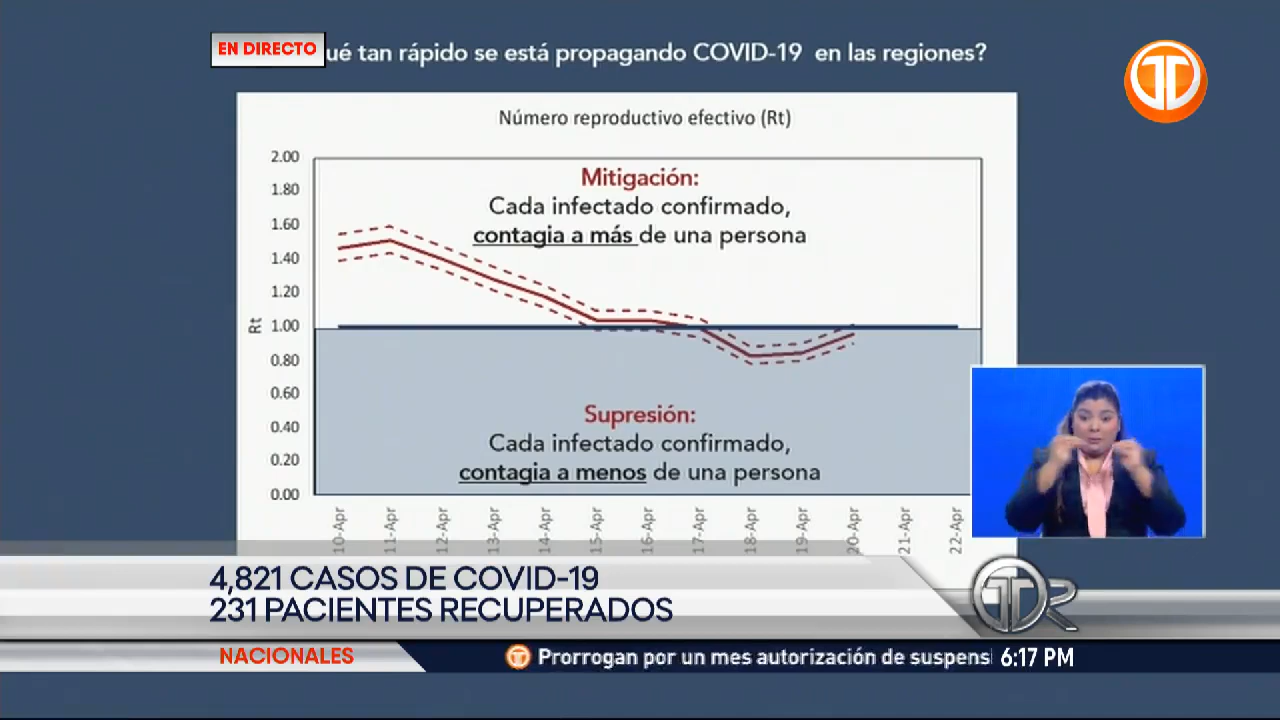 EN DIRECTO
ué tan rápido se está propagando COVID-19 en las regiones?
Número reproductivo efectivo (Rt)
2.00
1.80
1.60
1.40
1.20
1.00
0.80
0.60
0.40
0.20
0.00
Rt
Mitigación:
Cada infectado confirmado,
contagia a más de una persona
Supresión:
Cada infectado confirmado,
contagia a menos de una persona
10-Apr
11-Apr
12-Apr
13-Apr
14-Apr
15-Apr
16-Apr
17-Apr
18-Apr
19-Apr
20-Apr
21-Apr
22-Apr
4,821 CASOS DE COVID-19
231 PACIENTES RECUPERADOS
NACIONALES
Prorrogan por un mes autorización de suspens
6:17 PM